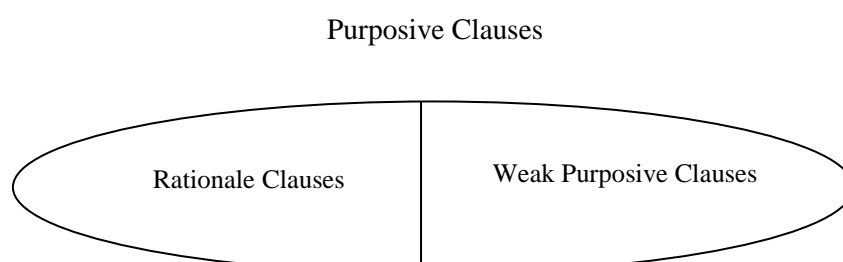 Purposive Clauses
Rationale Clauses
Weak Purposive Clauses